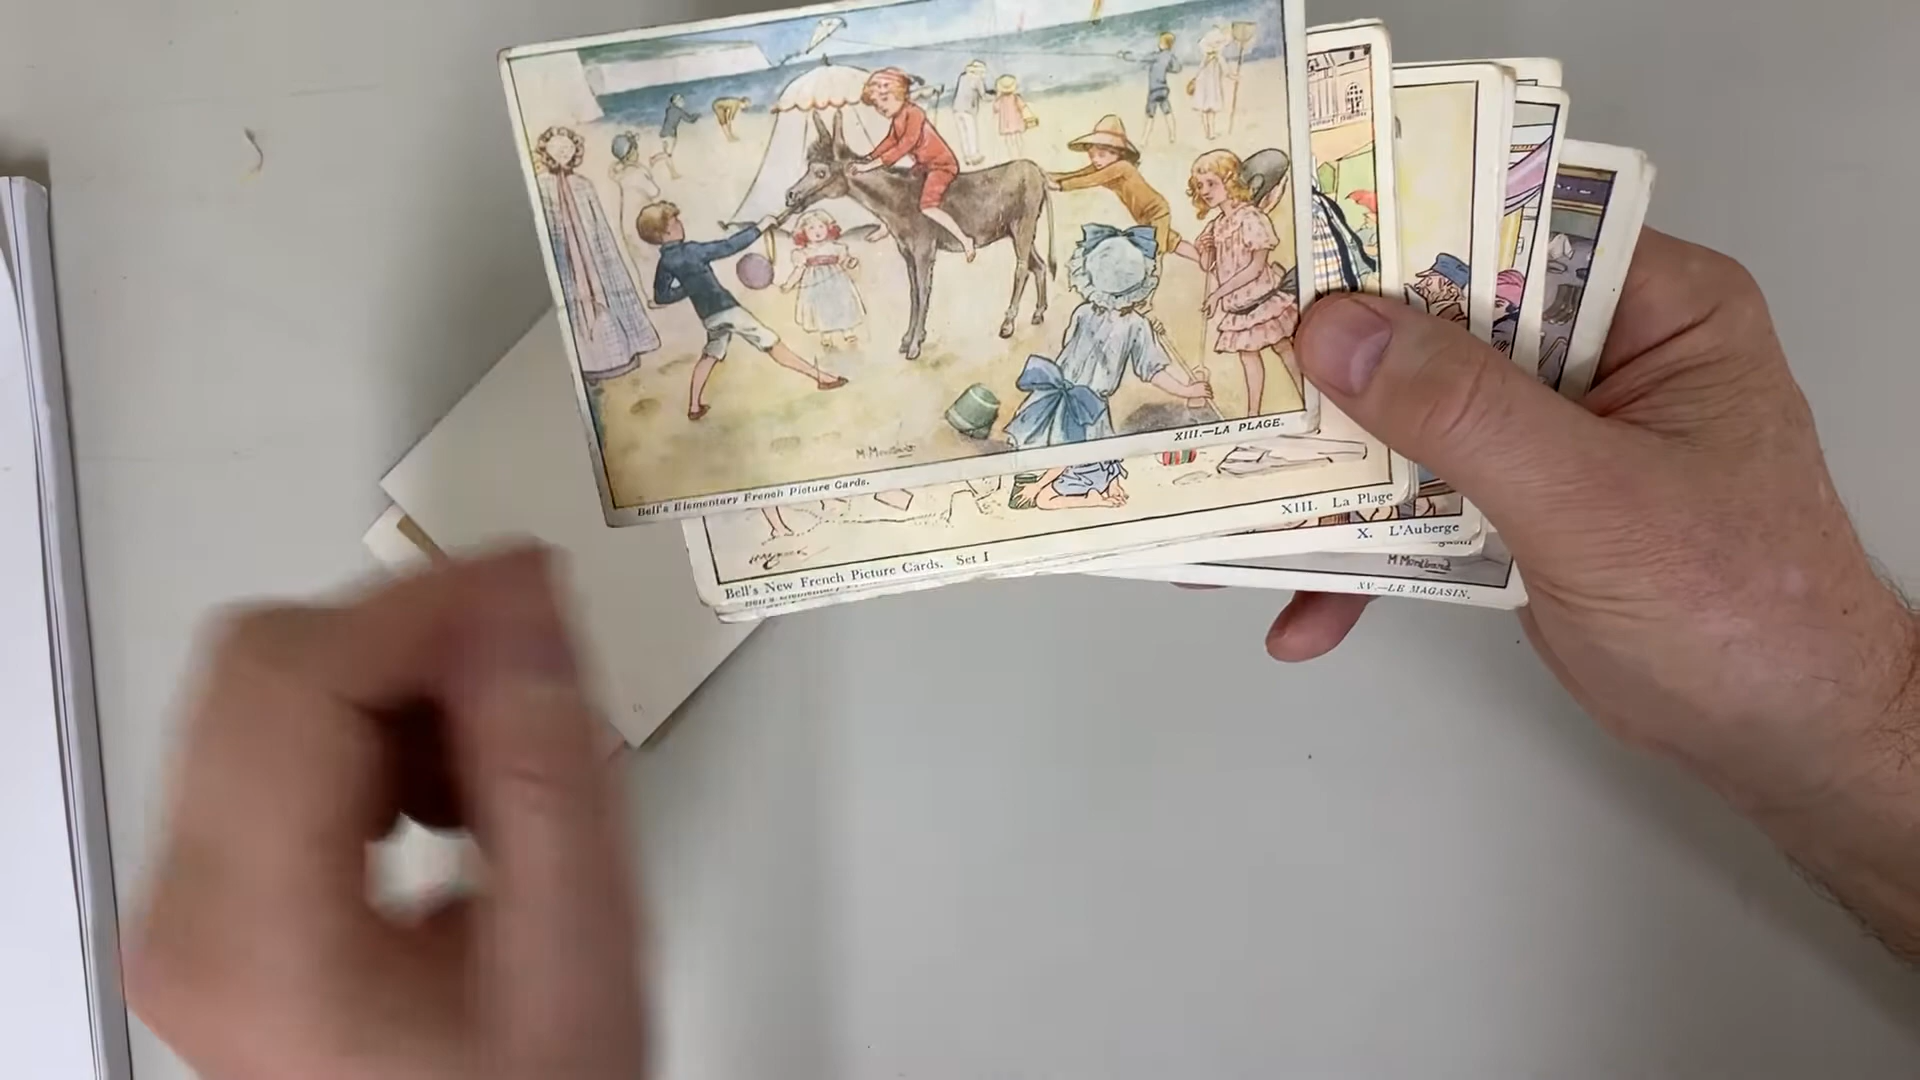 XIII.—LA PLAGE.
Bell's Elementary French Picture Cards.
XIII. La Plage
Bell's New French Picture Cards. Set I
X. L'Auberge
M. Montbard
XV.—LE MAGASIN.